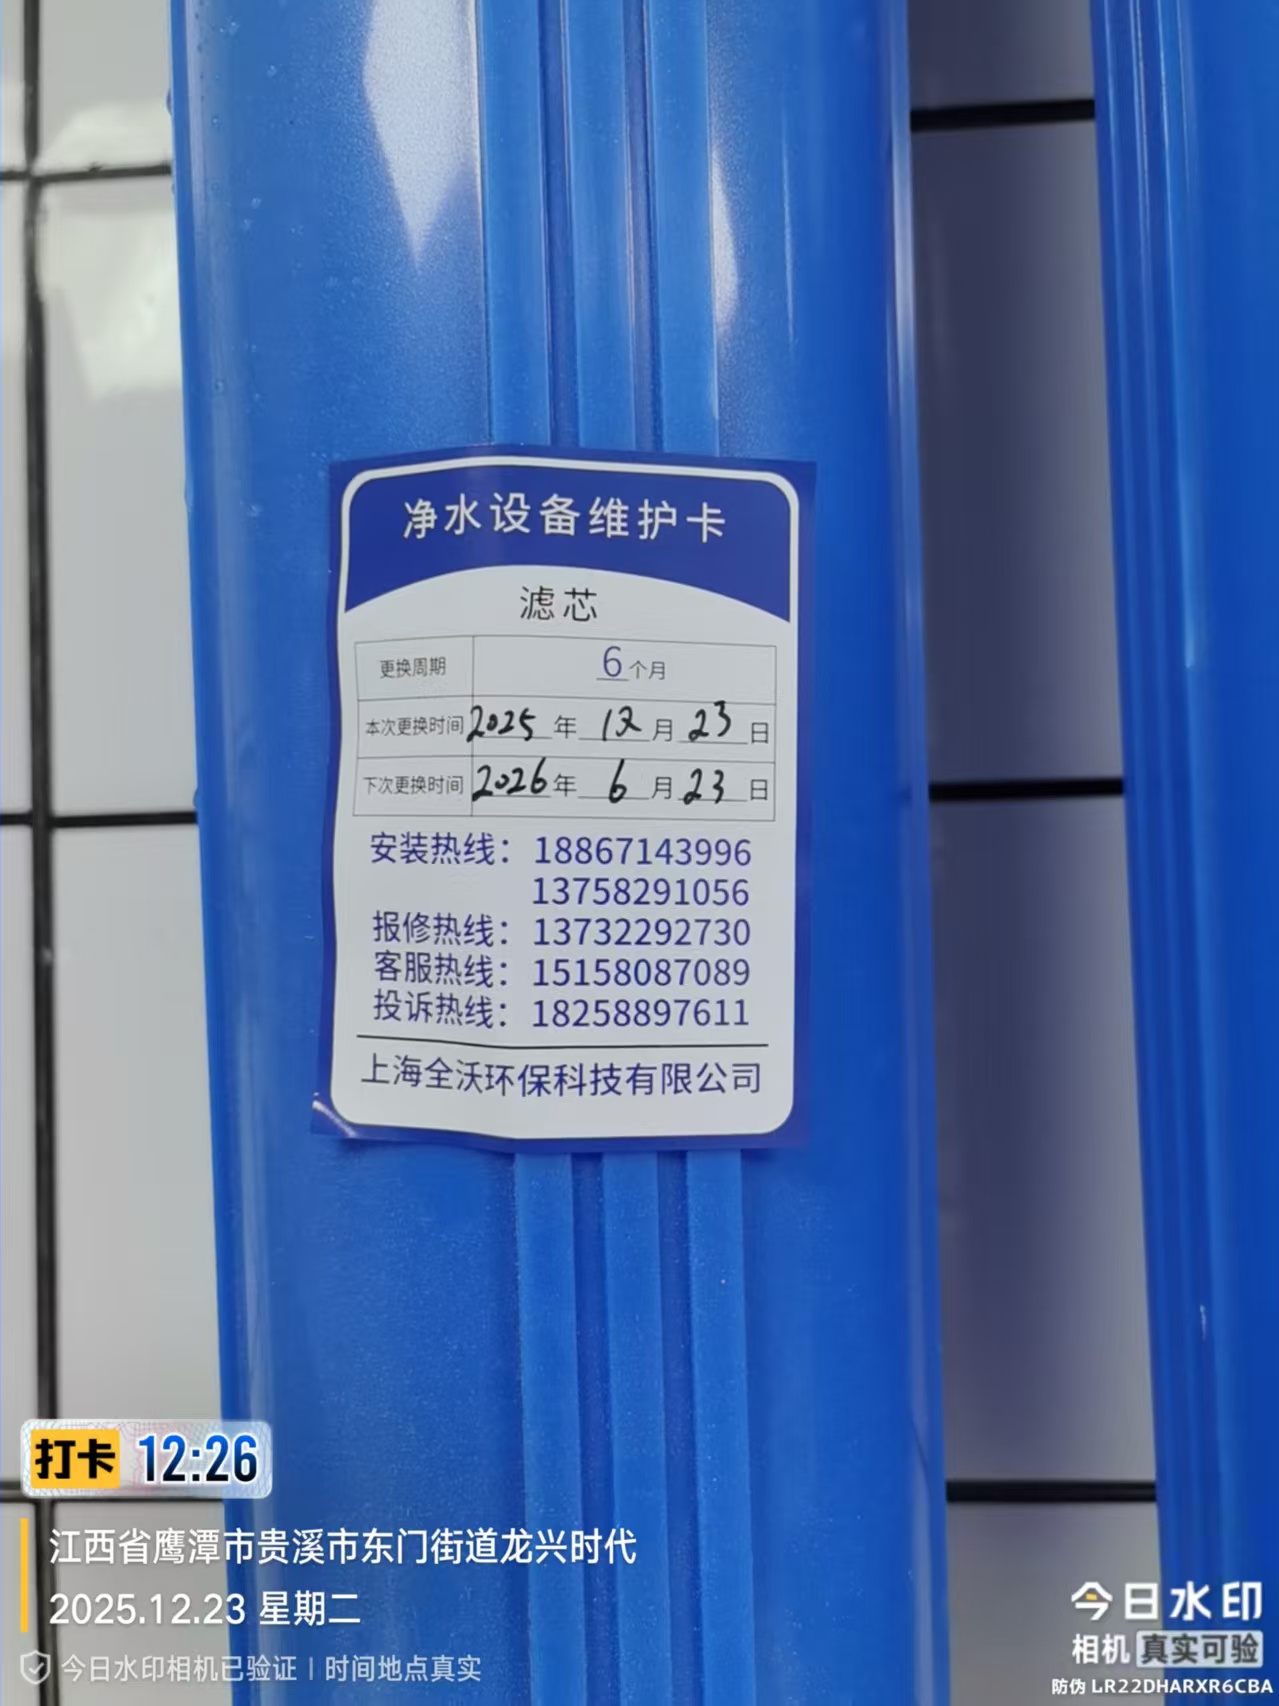 净水设备维护卡
滤芯
更换周期 6个月
本次更换时间 2025年12月23日
下次更换时间 2026年6月23日
安装热线：18867143996
13758291056
报修热线：13732292730
客服热线：15158087089
投诉热线：18258897611
上海全沃环保科技有限公司
打卡 12:26
江西省鹰潭市贵溪市东门街道龙兴时代
2025.12.23 星期二
今日水印相机已验证 | 时间地点真实
今日水印
相机 真实可验
防伪 LR22DHARXR6CBA